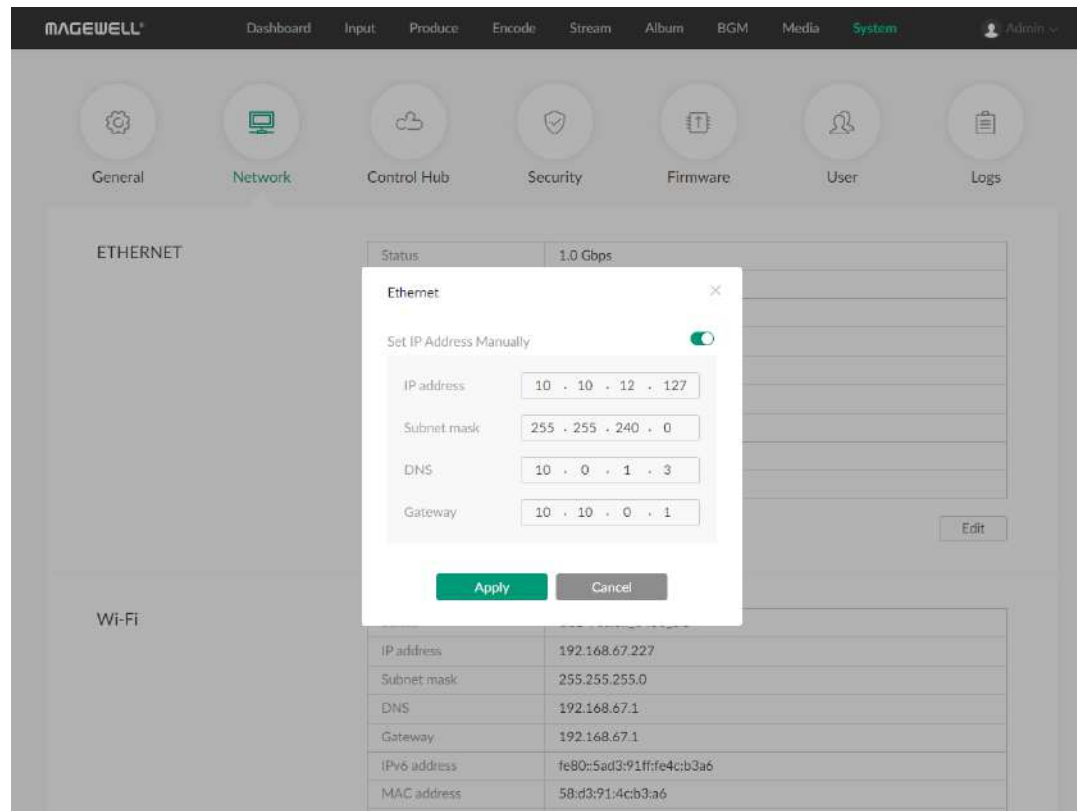 MAGEWELL® Dashboard Input Produce Encode Stream Album BGM Media System Admin
General Network Control Hub Security Firmware User Logs
ETHERNET
Status 1.0 Gbps
Ethernet
Set IP Address Manually
IP address 10 . 10 . 12 . 127
Subnet mask 255 . 255 . 240 . 0
DNS 10 . 0 . 1 . 3
Gateway 10 . 10 . 0 . 1
Edit
Apply Cancel
Wi-Fi
IP address 192.168.67.227
Subnet mask 255.255.255.0
DNS 192.168.67.1
Gateway 192.168.67.1
IPv6 address fe80::5ad3:91ff:fe4c:b3a6
MAC address 58:d3:91:4c:b3:a6